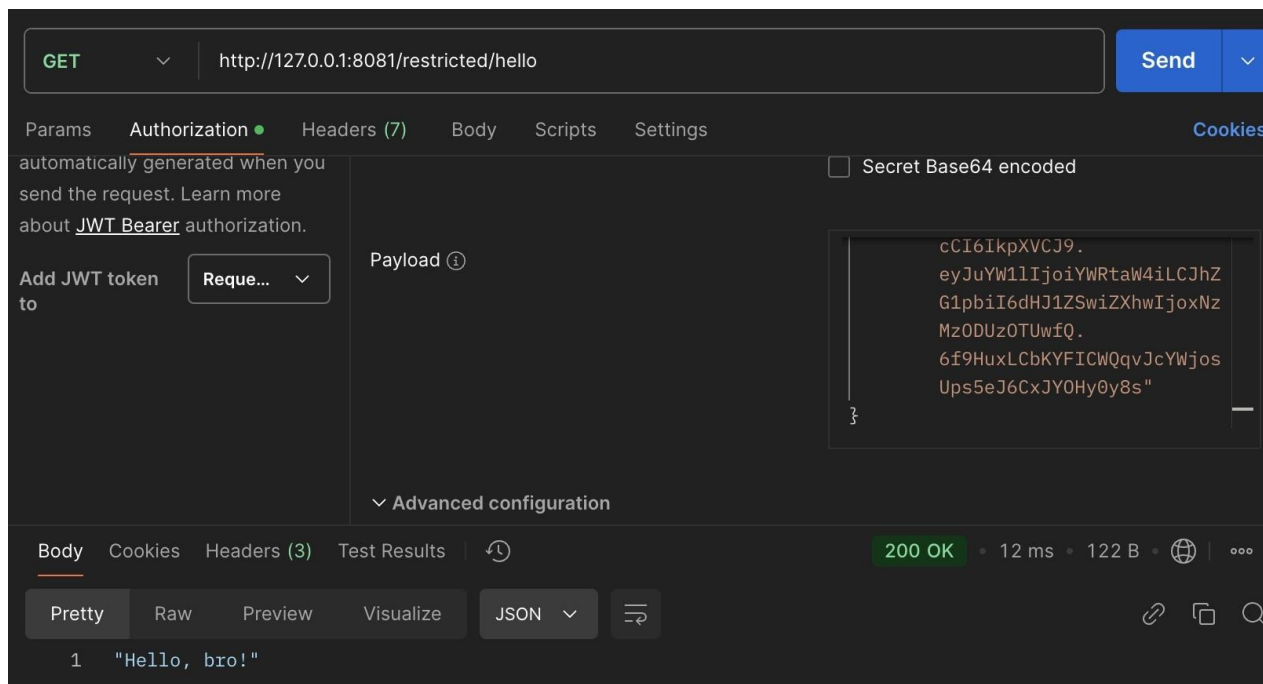 GET
http://127.0.0.1:8081/restricted/hello
Send
Params
Authorization
Headers (7)
Body
Scripts
Settings
Cookies
automatically generated when you
send the request. Learn more
about JWT Bearer authorization.
Add JWT token
to
Reque...
Payload
Secret Base64 encoded
cCI6IkpXVCJ9.
eyJuYW1lIjoiYWRtaW4iLCJhZ
G1pbiI6dHJ1ZSwiZXhwIjoxNz
MzODUzOTUwfQ.
6f9HuxLCbKYFICWQqvJcYWjos
Ups5eJ6CxJYOHy0y8s"
}
Advanced configuration
Body
Cookies
Headers (3)
Test Results
200 OK
12 ms
122 B
Pretty
Raw
Preview
Visualize
JSON
1 "Hello, bro!"